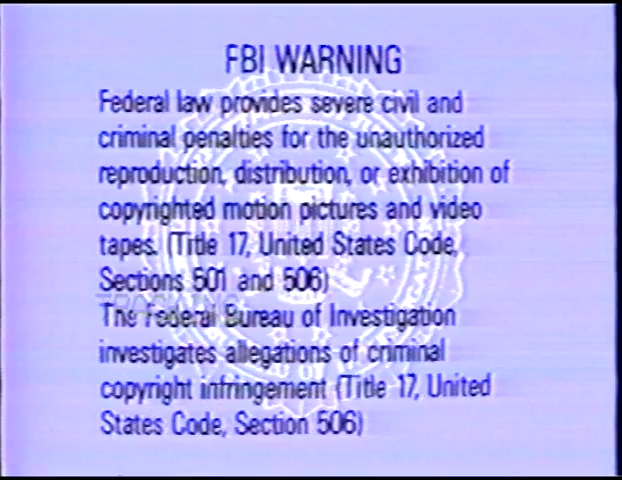 FBI WARNING
Federal law provides severe civil and
criminal penalties for the unauthorized
reproduction, distribution, or exhibition of
copyrighted motion pictures and video
tapes. (Title 17, United States Code,
Sections 501 and 506)
TRACKING
The Federal Bureau of Investigation
investigates allegations of criminal
copyright infringement (Title 17, United
States Code, Section 506)